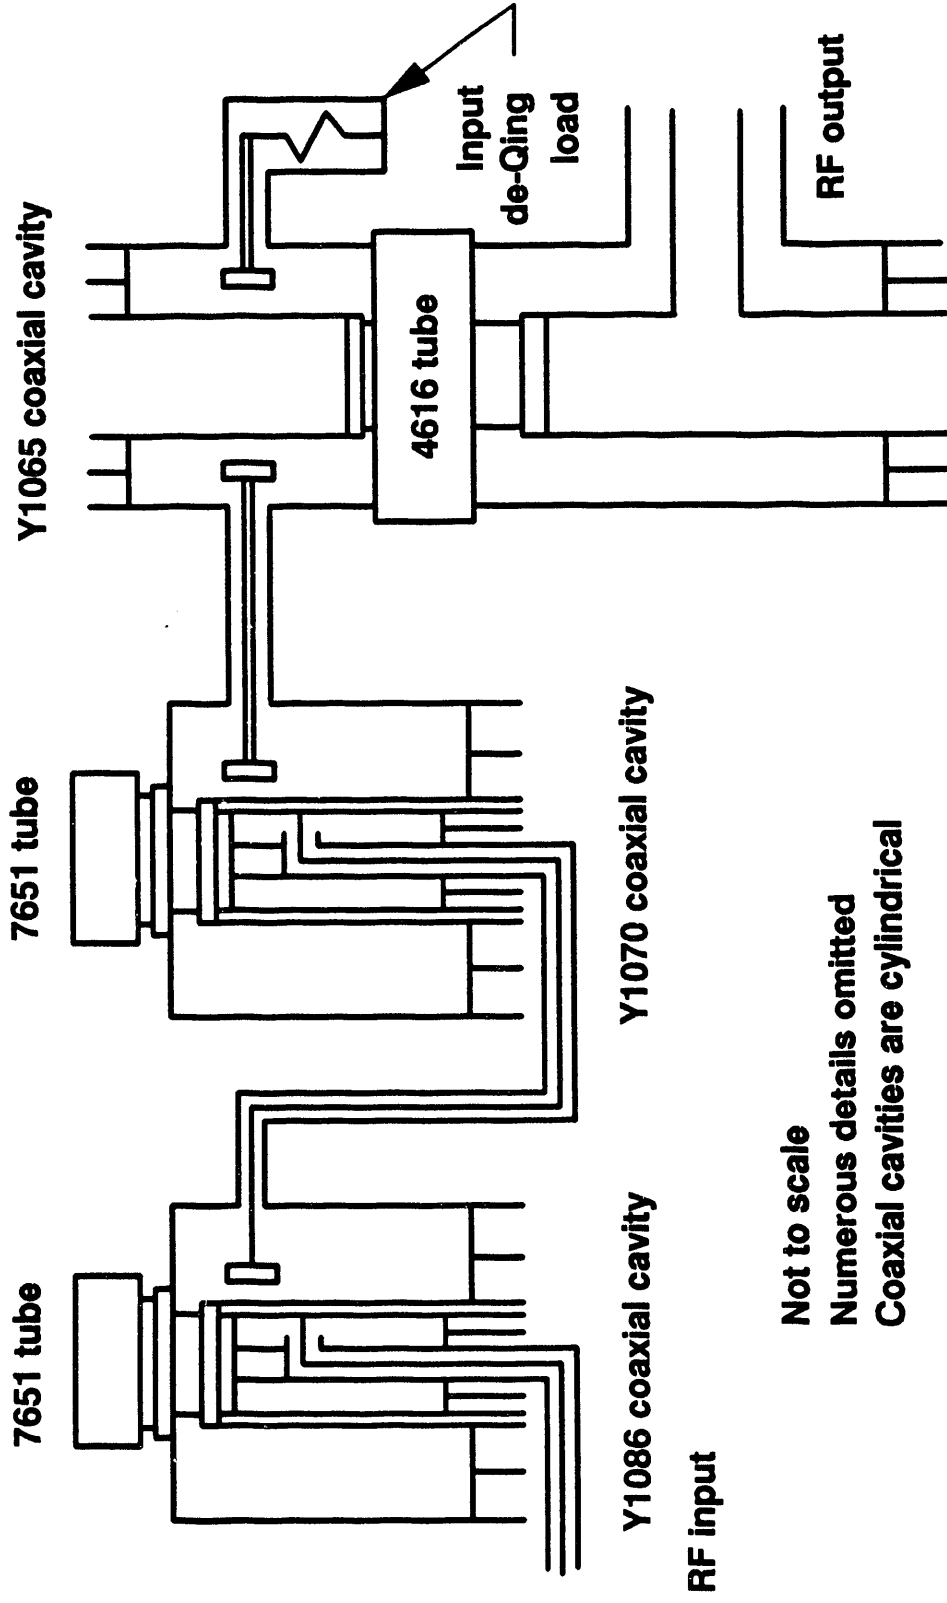 7651 tube
7651 tube
Y1065 coaxial cavity
4616 tube
Input
de-Qing
load
RF output
Y1086 coaxial cavity
Y1070 coaxial cavity
RF input
Not to scale
Numerous details omitted
Coaxial cavities are cylindrical